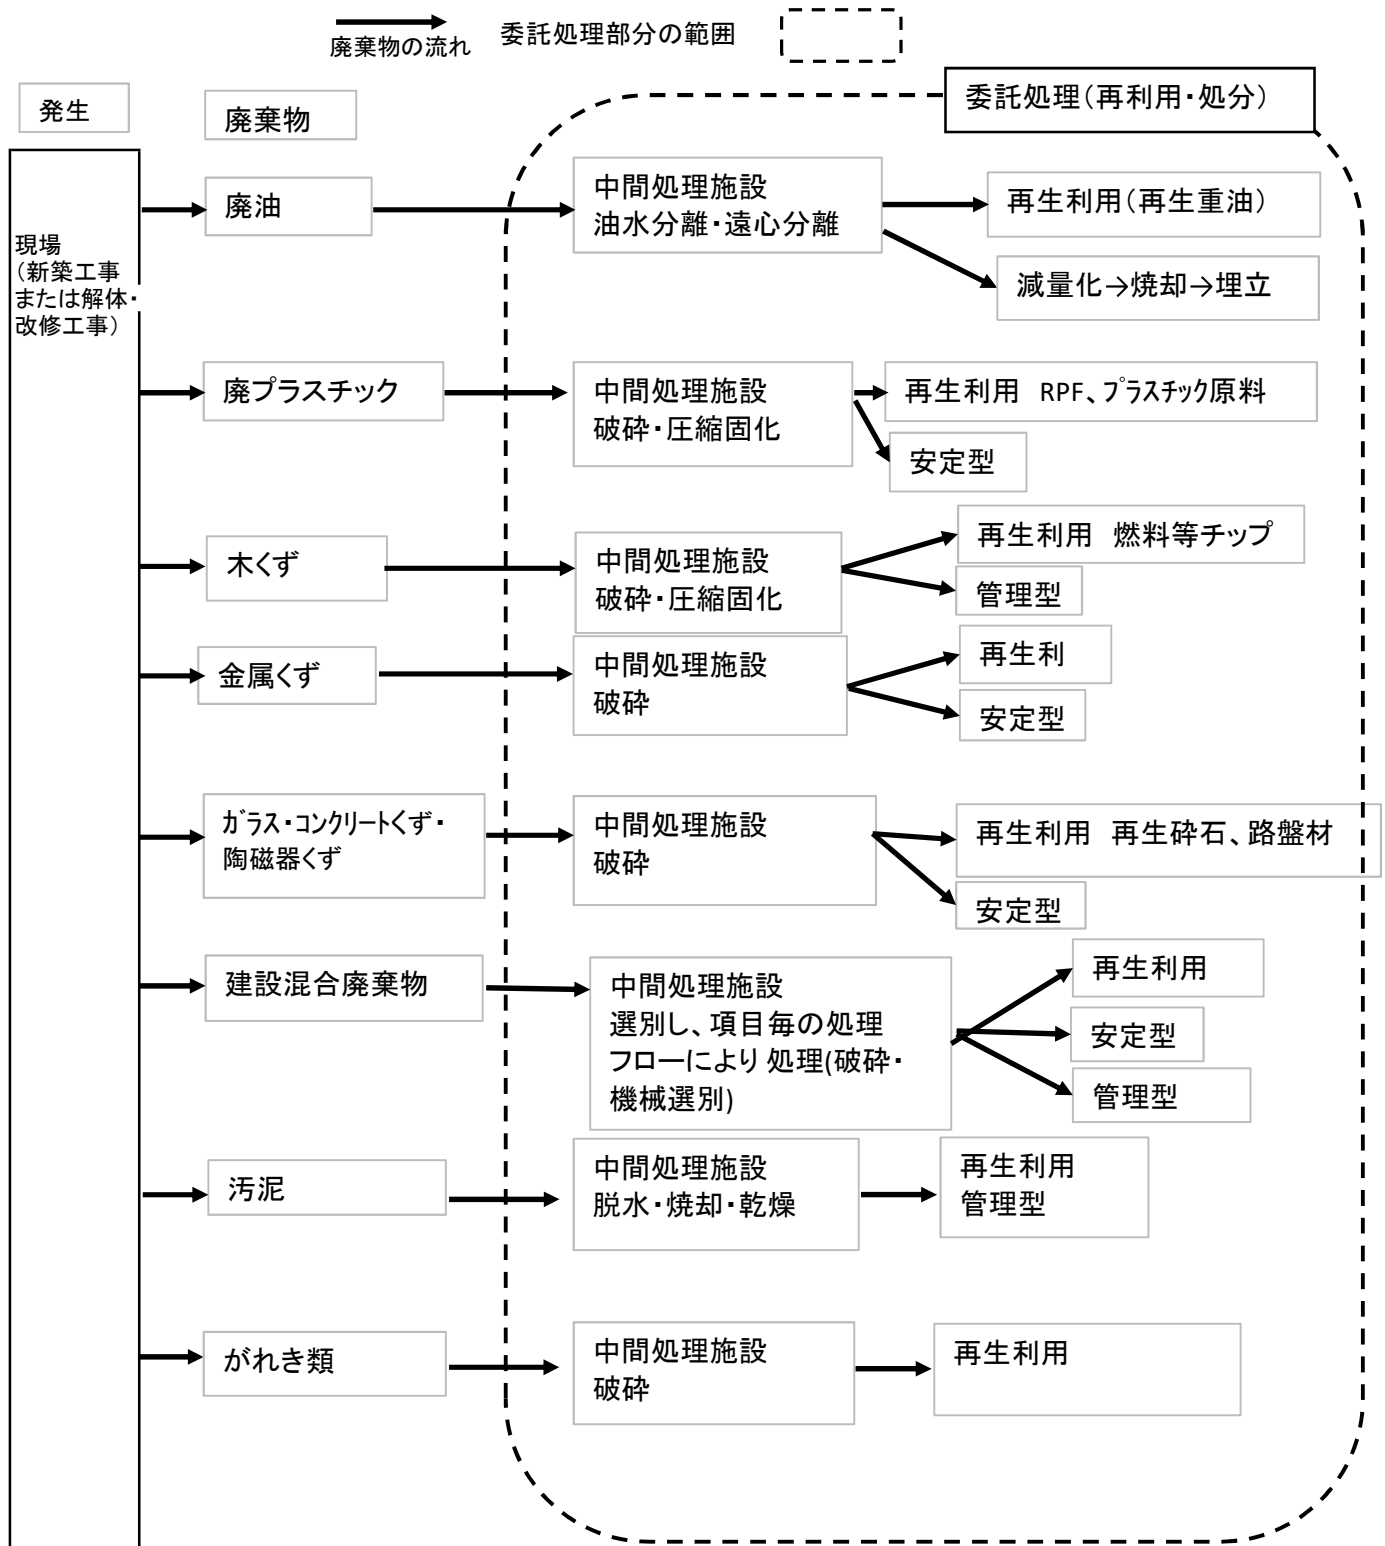 廃棄物の流れ
委託処理部分の範囲
委託処理(再利用・処分)
発生
廃棄物
現場
(新築工事
または解体・
改修工事)
廃油
中間処理施設
油水分離・遠心分離
再生利用(再生重油)
減量化→焼却→埋立
廃プラスチック
中間処理施設
破砕・圧縮固化
再生利用 RPF、プラスチック原料
安定型
木くず
中間処理施設
破砕・圧縮固化
再生利用 燃料等チップ
管理型
金属くず
中間処理施設
破砕
再生利
安定型
ガラス・コンクリートくず・
陶磁器くず
中間処理施設
破砕
再生利用 再生砕石、路盤材
安定型
建設混合廃棄物
中間処理施設
選別し、項目毎の処理
フローにより 処理(破砕・
機械選別)
再生利用
安定型
管理型
汚泥
中間処理施設
脱水・焼却・乾燥
再生利用
管理型
がれき類
中間処理施設
破砕
再生利用